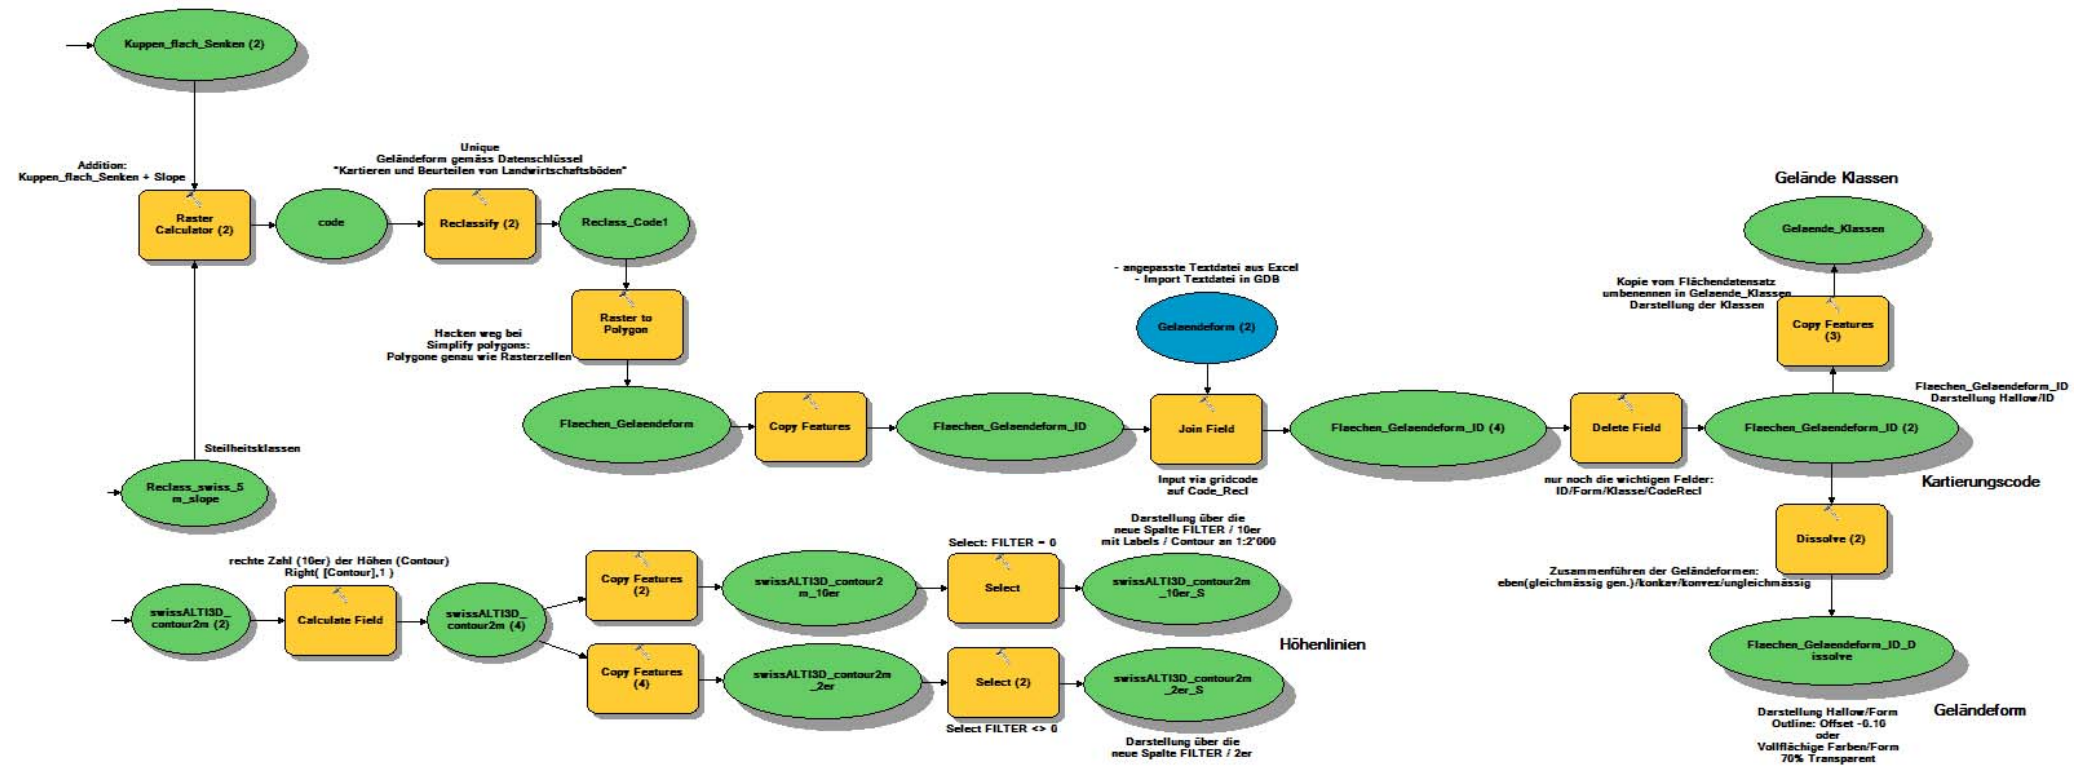 Kuppen_flach_Senken (2)
Addition:
Kuppen_flach_Senken + Slope
Raster
Calculator (2)
code
Unique
Geländeform gemäss Datenschlüssel
"Kartieren und Beurteilen von Landwirtschaftsböden"
Reclassify (2)
Reclass_Code1
Raster to
Polygon
Hacken weg bei
Simplify polygons:
Polygone genau wie Rasterzellen
Steilheitsklassen
Reclass_swiss_5
m_slope
Flaechen_Gelaendeform
Copy Features
Flaechen_Gelaendeform_ID
- angepasste Textdatei aus Excel
- Import Textdatei in GDB
Gelaendeform (2)
Join Field
Input via gridcode
auf Code_Recl
Flaechen_Gelaendeform_ID (4)
Delete Field
nur noch die wichtigen Felder:
ID/Form/Klasse/CodeRecl
Gelände Klassen
Gelaende_Klassen
Kopie vom Flächendatensatz
umbenennen in Gelaende_Klassen
Darstellung der Klassen
Copy Features
(3)
Flaechen_Gelaendeform_ID
Darstellung Hallow/ID
Flaechen_Gelaendeform_ID (2)
Kartierungscode
Dissolve (2)
Zusammenführen der Geländeformen:
eben(gleichmässig gen.)/konkav/konvex/ungleichmässig
Flaechen_Gelaendeform_ID_D
issolve
Geländeform
Darstellung Hallow/Form
Outline: Offset -0.10
oder
Vollflächige Farben/Form
70% Transparent
rechte Zahl (10er) der Höhen (Contour)
Right( [Contour],1 )
swissALTI3D_
contour2m (2)
Calculate Field
swissALTI3D_
contour2m (4)
Copy Features
(2)
swissALTI3D_contour2
m_10er
Select: FILTER = 0
Select
Darstellung über die
neue Spalte FILTER / 10er
mit Labels / Contour an 1:2'000
swissALTI3D_contour2m
_10er_S
Höhenlinien
Copy Features
(4)
swissALTI3D_contour2m
_2er
Select (2)
Select FILTER <> 0
swissALTI3D_contour2m
_2er_S
Darstellung über die
neue Spalte FILTER / 2er